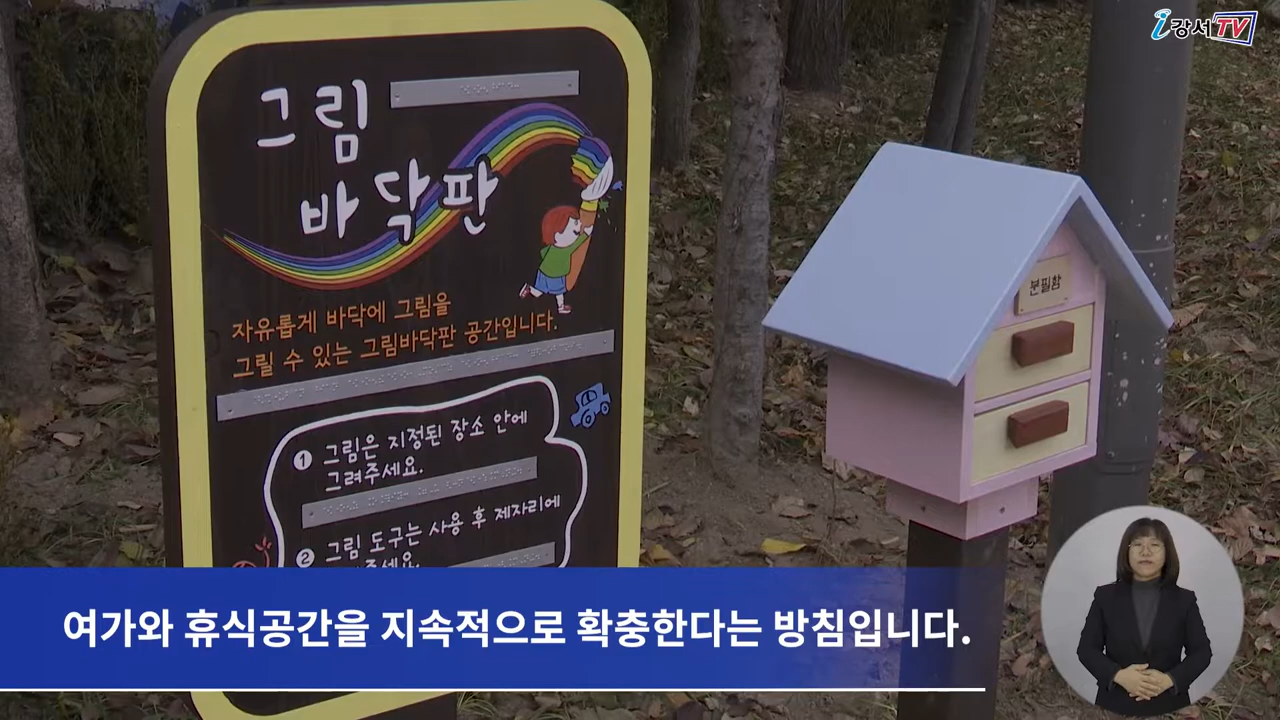 i강서TV
그림
바닥판
자유롭게 바닥에 그림을
그릴 수 있는 그림바닥판 공간입니다.
1 그림은 지정된 장소 안에
그려주세요.
2 그림 도구는 사용 후 제자리에
주세요.
분필함
여가와 휴식공간을 지속적으로 확충한다는 방침입니다.